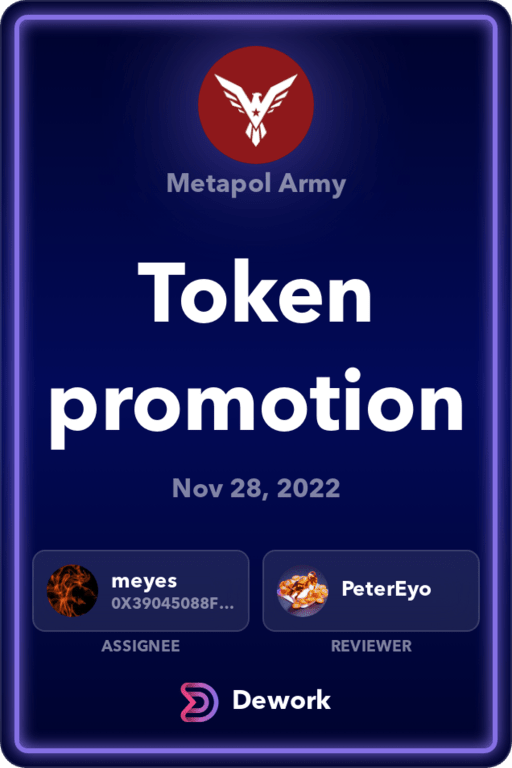 Metapol Army
Token
promotion
Nov 28, 2022
meyes
0X39045088F...
ASSIGNEE
PeterEyo
REVIEWER
Dework